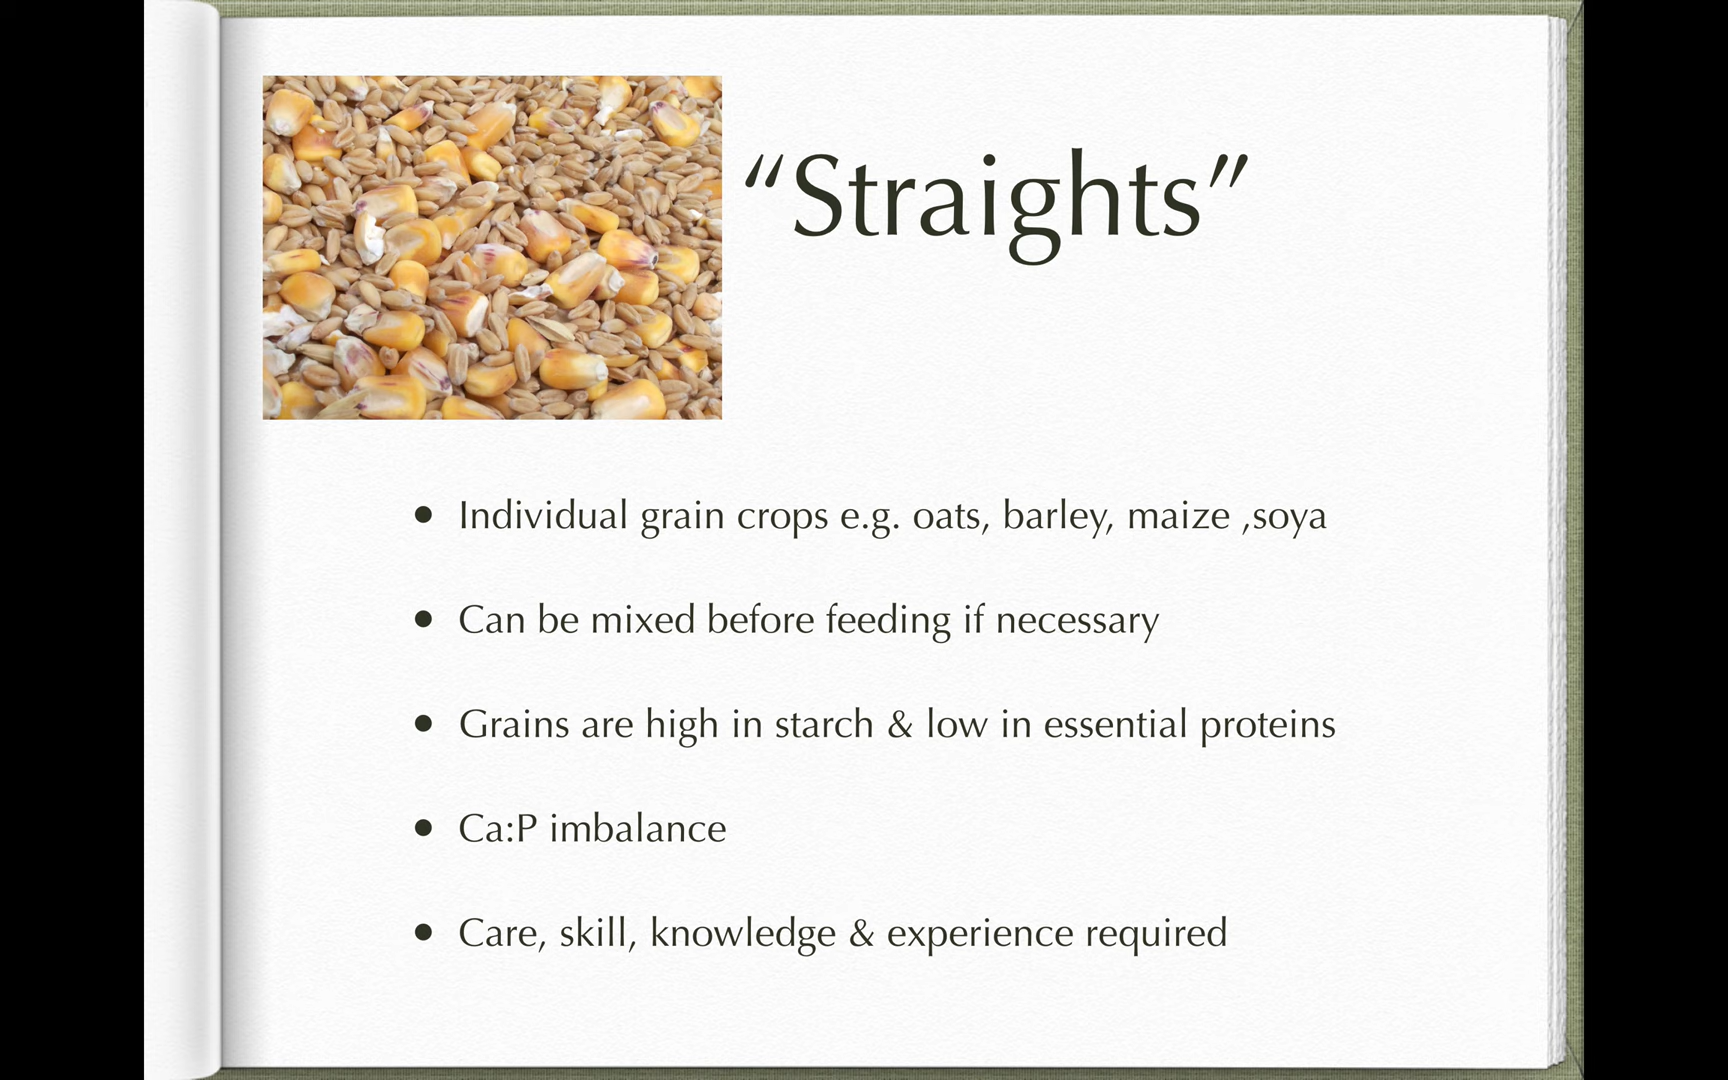 “Straights”
• Individual grain crops e.g. oats, barley, maize ,soya
• Can be mixed before feeding if necessary
• Grains are high in starch & low in essential proteins
• Ca:P imbalance
• Care, skill, knowledge & experience required